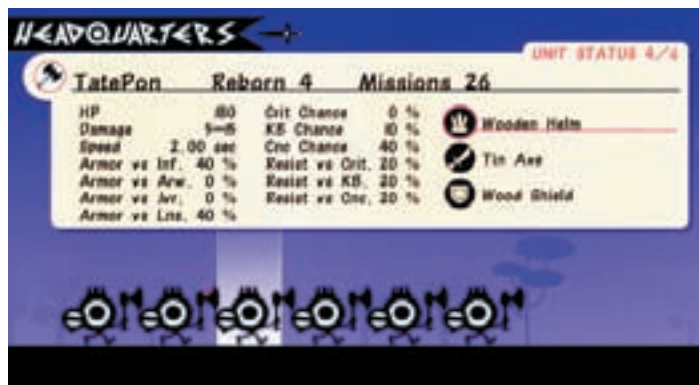 HEADQUARTERS
UNIT STATUS 4/6
TatePon Reborn 4 Missions 26
HP 180 Crit Chance 0 %
Damage KB Chance 10 %
Speed 2.00 sec Cnc Chance 40 %
Armor vs Inf. 40 % Resist vs Crit. 20 %
Armor vs Arw. 0 % Resist vs KB. 20 %
Armor vs Jvr. 0 % Resist vs Cnc. 20 %
Armor vs Lns. 40 %
Wooden Helm
Tin Axe
Wood Shield